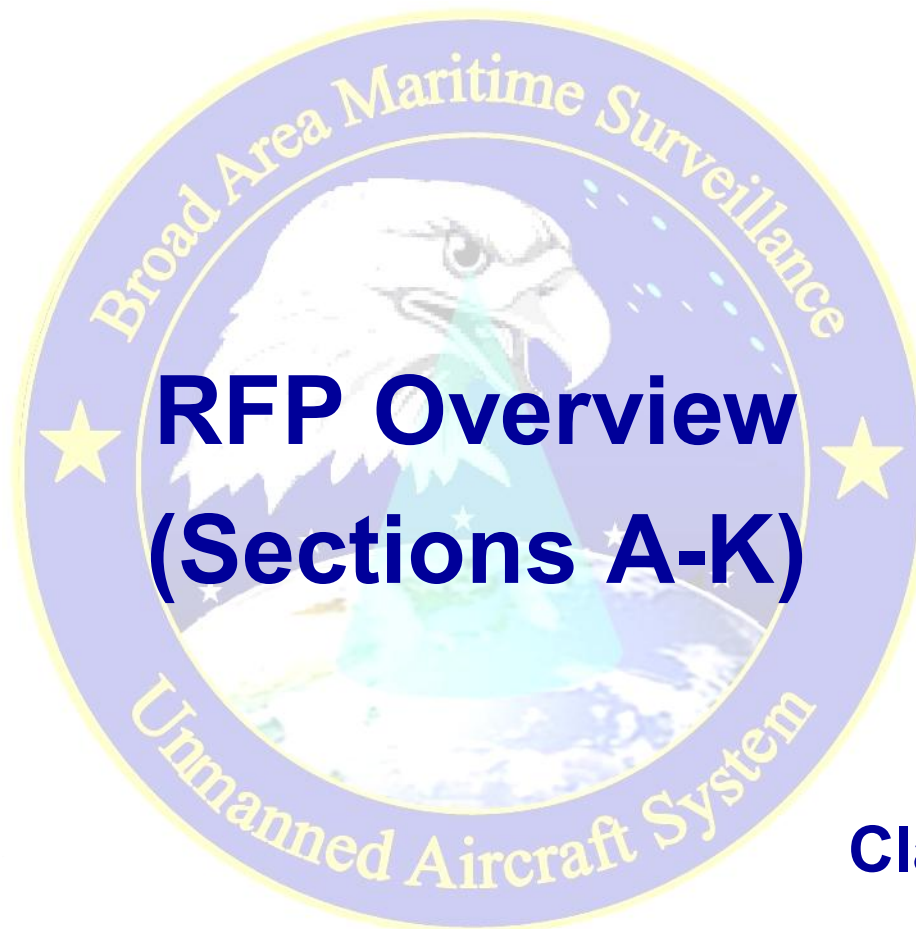 Broad Area Maritime Surveillance
RFP Overview
(Sections A-K)
Unmanned Aircraft System